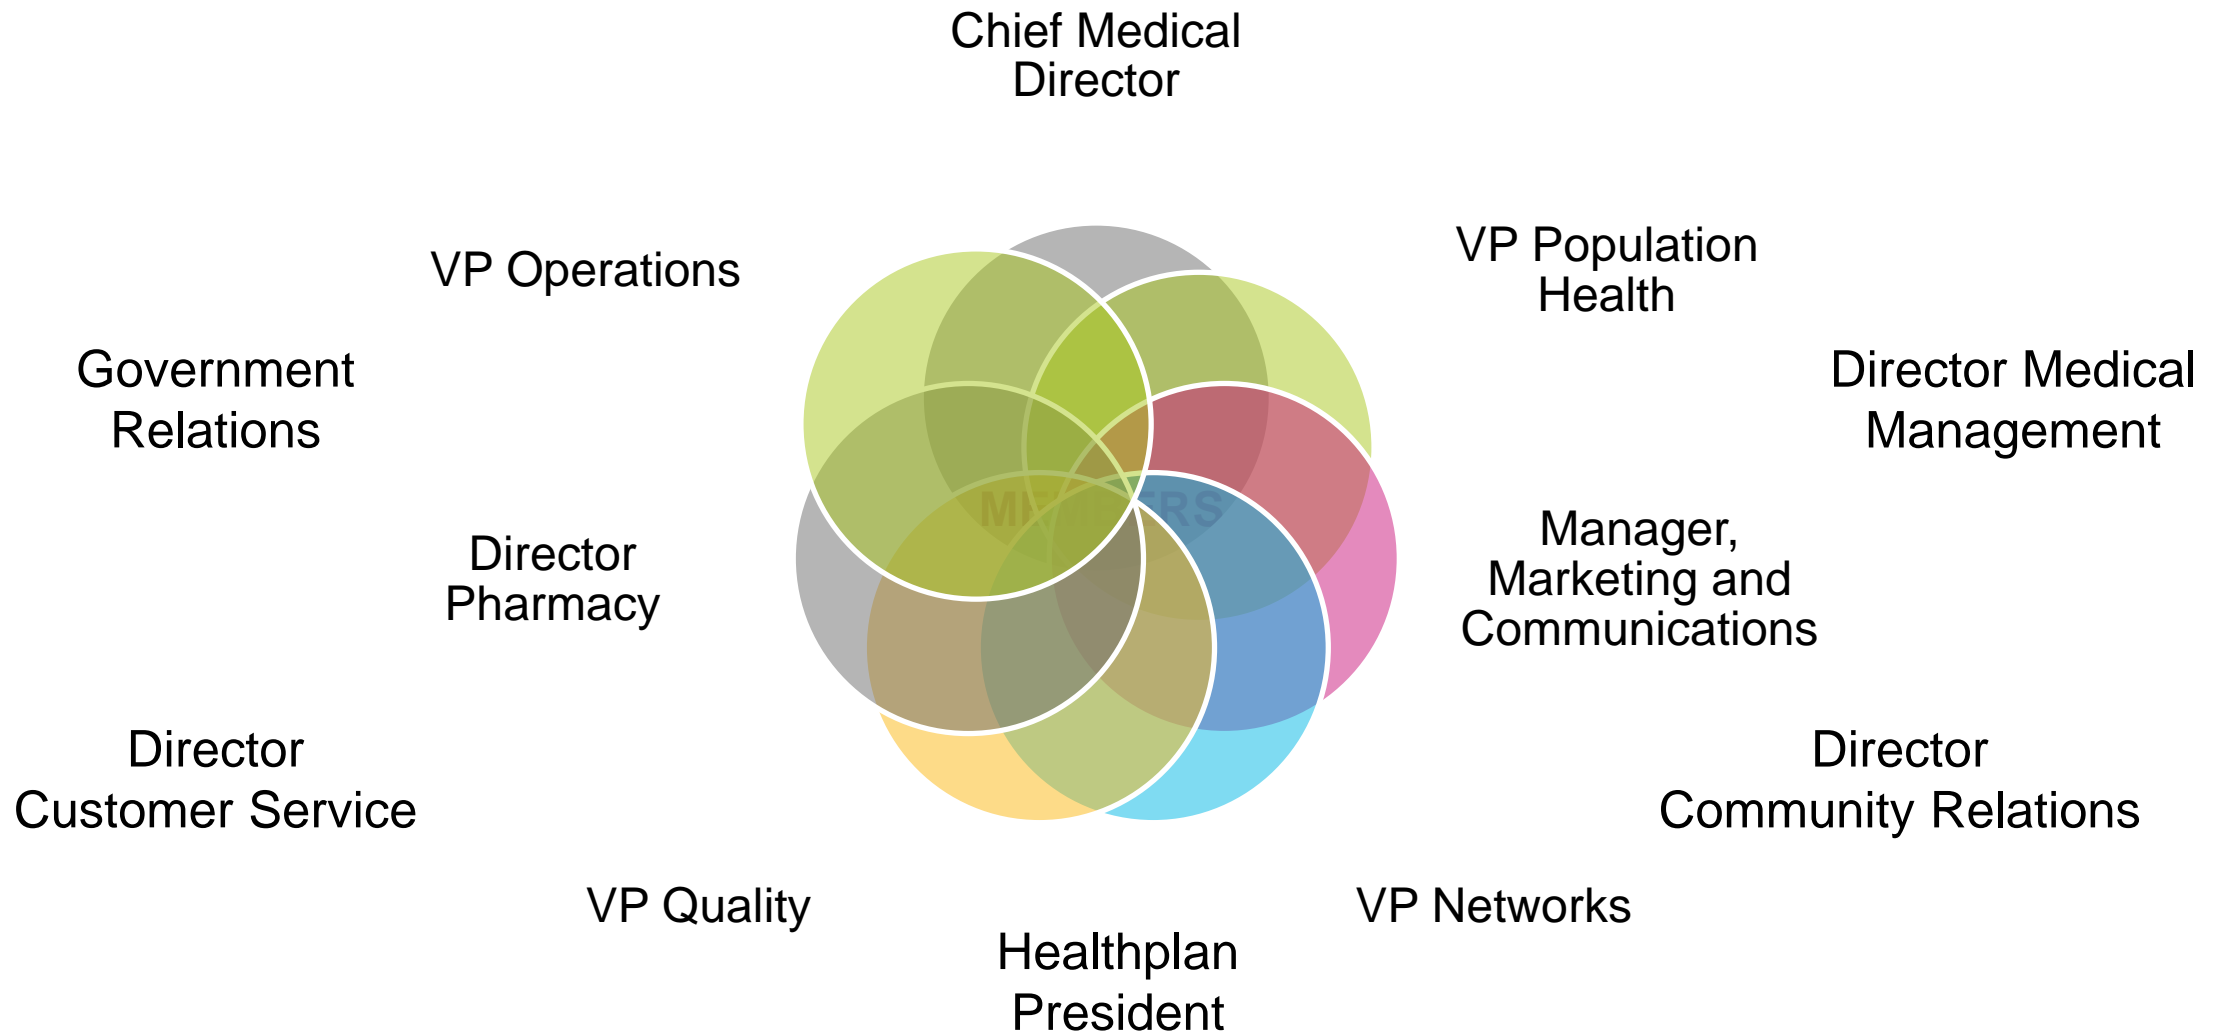 Chief Medical
Director
VP Operations
VP Population
Health
Government
Relations
Director Medical
Management
MEMBERS
Director
Pharmacy
Manager,
Marketing and
Communications
Director
Customer Service
Director
Community Relations
VP Quality
VP Networks
Healthplan
President